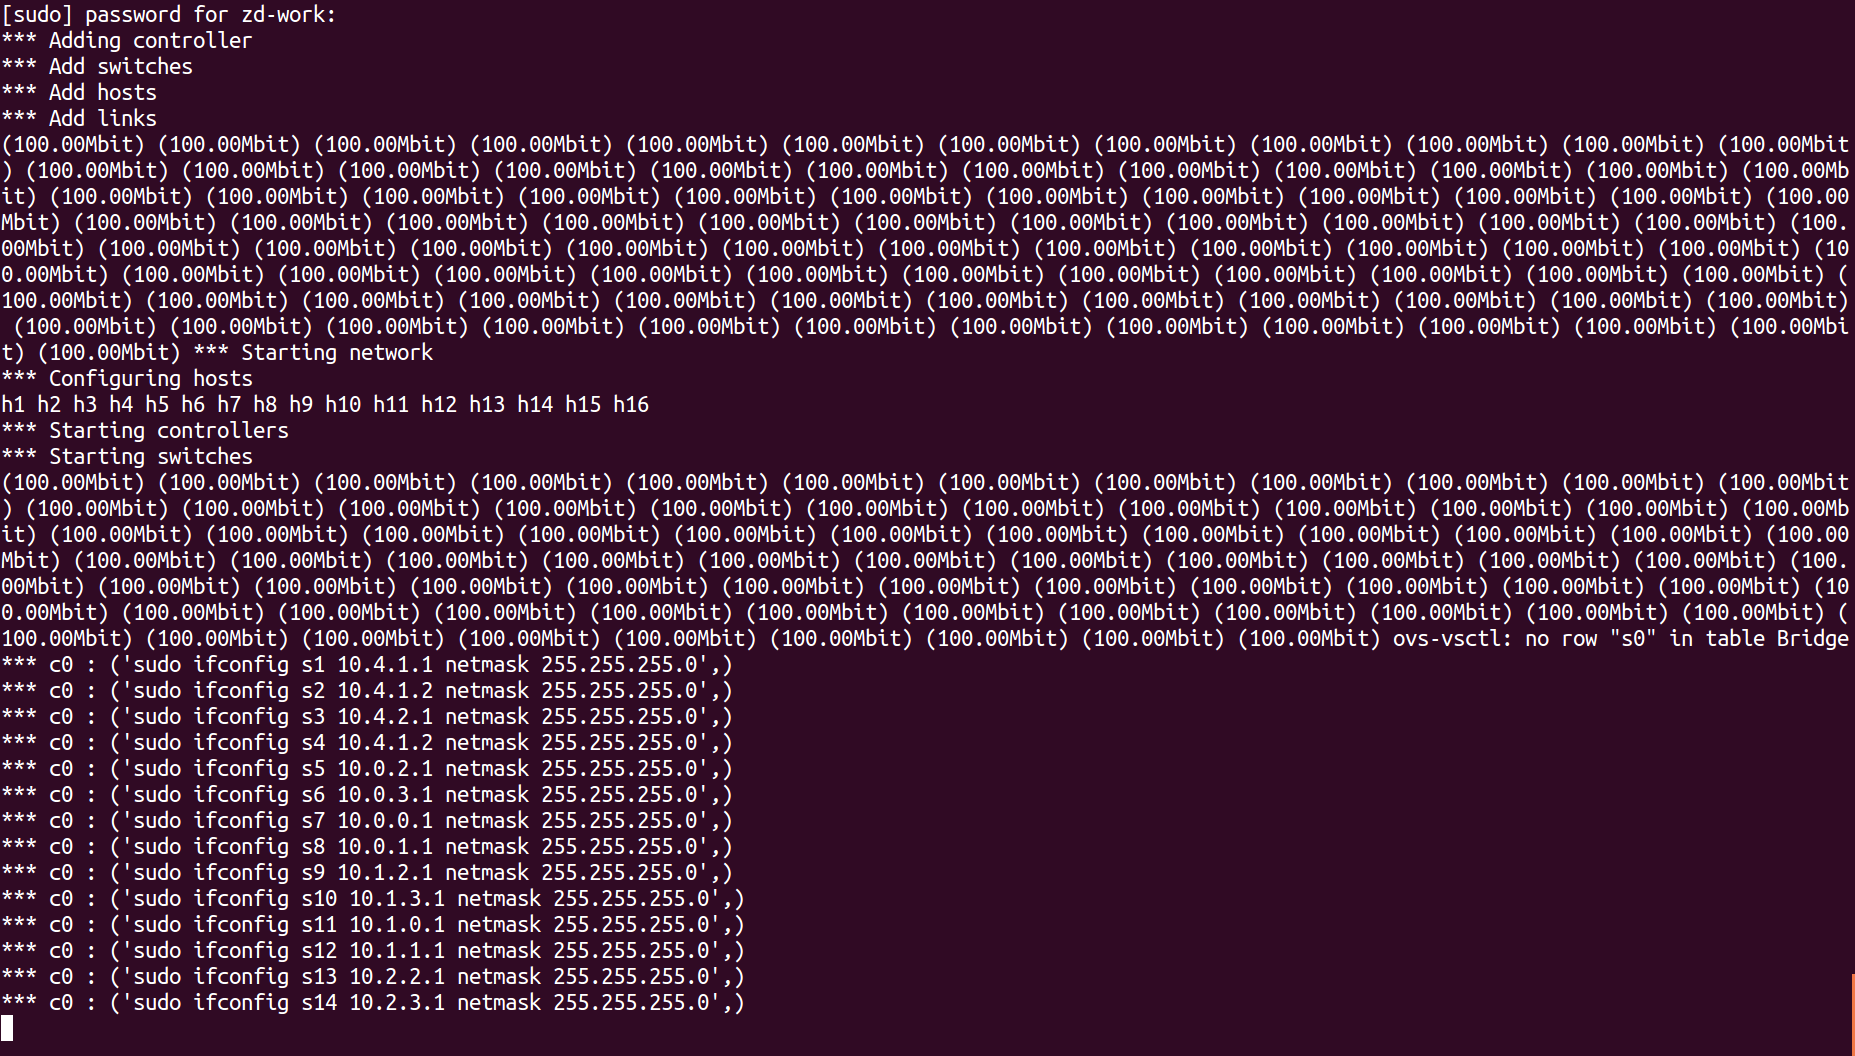 [sudo] password for zd-work:
*** Adding controller
*** Add switches
*** Add hosts
*** Add links
(100.00Mbit) (100.00Mbit) (100.00Mbit) (100.00Mbit) (100.00Mbit) (100.00Mbit) (100.00Mbit) (100.00Mbit) (100.00Mbit) (100.00Mbit) (100.00Mbit) (100.00Mbit
) (100.00Mbit) (100.00Mbit) (100.00Mbit) (100.00Mbit) (100.00Mbit) (100.00Mbit) (100.00Mbit) (100.00Mbit) (100.00Mbit) (100.00Mbit) (100.00Mbit) (100.00Mb
it) (100.00Mbit) (100.00Mbit) (100.00Mbit) (100.00Mbit) (100.00Mbit) (100.00Mbit) (100.00Mbit) (100.00Mbit) (100.00Mbit) (100.00Mbit) (100.00Mbit) (100.00
Mbit) (100.00Mbit) (100.00Mbit) (100.00Mbit) (100.00Mbit) (100.00Mbit) (100.00Mbit) (100.00Mbit) (100.00Mbit) (100.00Mbit) (100.00Mbit) (100.00Mbit) (100.
00Mbit) (100.00Mbit) (100.00Mbit) (100.00Mbit) (100.00Mbit) (100.00Mbit) (100.00Mbit) (100.00Mbit) (100.00Mbit) (100.00Mbit) (100.00Mbit) (100.00Mbit) (10
0.00Mbit) (100.00Mbit) (100.00Mbit) (100.00Mbit) (100.00Mbit) (100.00Mbit) (100.00Mbit) (100.00Mbit) (100.00Mbit) (100.00Mbit) (100.00Mbit) (100.00Mbit) (
100.00Mbit) (100.00Mbit) (100.00Mbit) (100.00Mbit) (100.00Mbit) (100.00Mbit) (100.00Mbit) (100.00Mbit) (100.00Mbit) (100.00Mbit) (100.00Mbit) (100.00Mbit)
 (100.00Mbit) (100.00Mbit) (100.00Mbit) (100.00Mbit) (100.00Mbit) (100.00Mbit) (100.00Mbit) (100.00Mbit) (100.00Mbit) (100.00Mbit) (100.00Mbit) (100.00Mbi
t) (100.00Mbit) *** Starting network
*** Configuring hosts
h1 h2 h3 h4 h5 h6 h7 h8 h9 h10 h11 h12 h13 h14 h15 h16
*** Starting controllers
*** Starting switches
(100.00Mbit) (100.00Mbit) (100.00Mbit) (100.00Mbit) (100.00Mbit) (100.00Mbit) (100.00Mbit) (100.00Mbit) (100.00Mbit) (100.00Mbit) (100.00Mbit) (100.00Mbit
) (100.00Mbit) (100.00Mbit) (100.00Mbit) (100.00Mbit) (100.00Mbit) (100.00Mbit) (100.00Mbit) (100.00Mbit) (100.00Mbit) (100.00Mbit) (100.00Mbit) (100.00Mb
it) (100.00Mbit) (100.00Mbit) (100.00Mbit) (100.00Mbit) (100.00Mbit) (100.00Mbit) (100.00Mbit) (100.00Mbit) (100.00Mbit) (100.00Mbit) (100.00Mbit) (100.00
Mbit) (100.00Mbit) (100.00Mbit) (100.00Mbit) (100.00Mbit) (100.00Mbit) (100.00Mbit) (100.00Mbit) (100.00Mbit) (100.00Mbit) (100.00Mbit) (100.00Mbit) (100.
00Mbit) (100.00Mbit) (100.00Mbit) (100.00Mbit) (100.00Mbit) (100.00Mbit) (100.00Mbit) (100.00Mbit) (100.00Mbit) (100.00Mbit) (100.00Mbit) (100.00Mbit) (10
0.00Mbit) (100.00Mbit) (100.00Mbit) (100.00Mbit) (100.00Mbit) (100.00Mbit) (100.00Mbit) (100.00Mbit) (100.00Mbit) (100.00Mbit) (100.00Mbit) (100.00Mbit) (
100.00Mbit) (100.00Mbit) (100.00Mbit) (100.00Mbit) (100.00Mbit) (100.00Mbit) (100.00Mbit) (100.00Mbit) (100.00Mbit) ovs-vsctl: no row "s0" in table Bridge
*** c0 : ('sudo ifconfig s1 10.4.1.1 netmask 255.255.255.0',)
*** c0 : ('sudo ifconfig s2 10.4.1.2 netmask 255.255.255.0',)
*** c0 : ('sudo ifconfig s3 10.4.2.1 netmask 255.255.255.0',)
*** c0 : ('sudo ifconfig s4 10.4.1.2 netmask 255.255.255.0',)
*** c0 : ('sudo ifconfig s5 10.0.2.1 netmask 255.255.255.0',)
*** c0 : ('sudo ifconfig s6 10.0.3.1 netmask 255.255.255.0',)
*** c0 : ('sudo ifconfig s7 10.0.0.1 netmask 255.255.255.0',)
*** c0 : ('sudo ifconfig s8 10.0.1.1 netmask 255.255.255.0',)
*** c0 : ('sudo ifconfig s9 10.1.2.1 netmask 255.255.255.0',)
*** c0 : ('sudo ifconfig s10 10.1.3.1 netmask 255.255.255.0',)
*** c0 : ('sudo ifconfig s11 10.1.0.1 netmask 255.255.255.0',)
*** c0 : ('sudo ifconfig s12 10.1.1.1 netmask 255.255.255.0',)
*** c0 : ('sudo ifconfig s13 10.2.2.1 netmask 255.255.255.0',)
*** c0 : ('sudo ifconfig s14 10.2.3.1 netmask 255.255.255.0',)